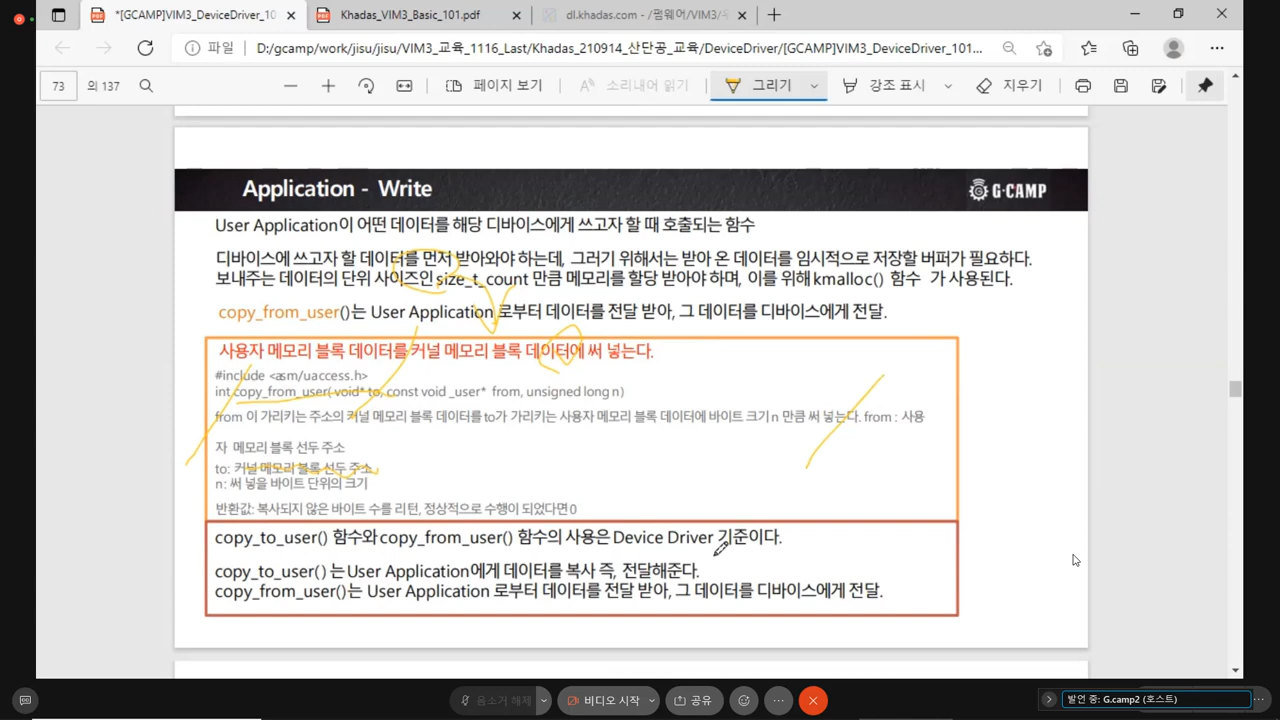 *[GCAMP]VIM3_DeviceDriver_10
Khadas_VIM3_Basic_101.pdf
dl.khadas.com - /펌웨어/VIM3/우
파일 D:/gcamp/work/jisu/jisu/VIM3_교육_1116_Last/Khadas_210914_산단공_교육/DeviceDriver/[GCAMP]VIM3_DeviceDriver_101...
73 의 137 페이지 보기 소리내어 읽기 그리기 강조 표시 지우기
Application - Write G·CAMP
User Application이 어떤 데이터를 해당 디바이스에게 쓰고자 할 때 호출되는 함수
디바이스에 쓰고자 할 데이터를 먼저 받아와야 하는데, 그러기 위해서는 받아 온 데이터를 임시적으로 저장할 버퍼가 필요하다.
보내주는 데이터의 단위 사이즈인 size_t_count 만큼 메모리를 할당 받아야 하며, 이를 위해 kmalloc() 함수 가 사용된다.
copy_from_user()는 User Application 로부터 데이터를 전달 받아, 그 데이터를 디바이스에게 전달.
사용자 메모리 블록 데이터를 커널 메모리 블록 데이터에 써 넣는다.
#include <asm/uaccess.h>
int copy_from_user( void* to, const void _user* from, unsigned long n)
from 이 가리키는 주소의 커널 메모리 블록 데이터를 to가 가리키는 사용자 메모리 블록 데이터에 바이트 크기 n 만큼 써 넣는다. from : 사용
자 메모리 블록 선두 주소
to: 커널 메모리 블록 선두 주소
n: 써 넣을 바이트 단위의 크기
반환값: 복사되지 않은 바이트 수를 리턴, 정상적으로 수행이 되었다면 0
copy_to_user() 함수와 copy_from_user() 함수의 사용은 Device Driver 기준이다.
copy_to_user() 는 User Application에게 데이터를 복사 즉, 전달해준다.
copy_from_user()는 User Application 로부터 데이터를 전달 받아, 그 데이터를 디바이스에게 전달.
음소거 해제 비디오 시작 공유
발언 중: G.camp2 (호스트)